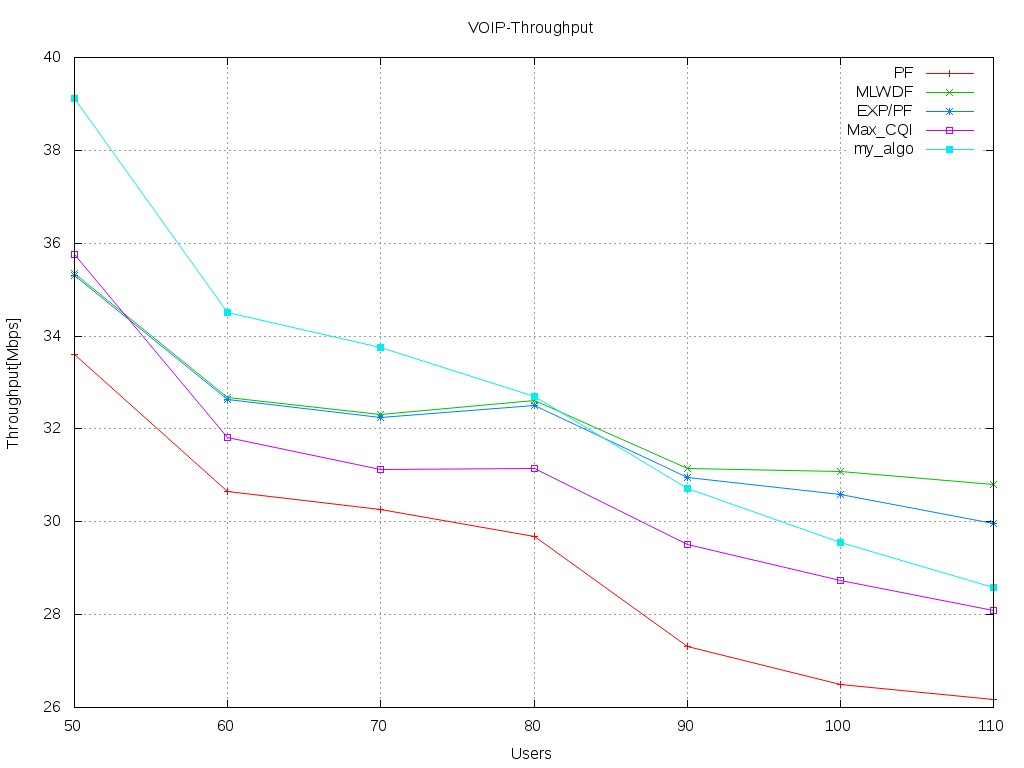 VOIP-Throughput
40
38
36
34
32
30
28
26
Throughput[Mbps]
PF
MLWDF
EXP/PF
Max_CQI
my_algo
50 60 70 80 90 100 110
Users